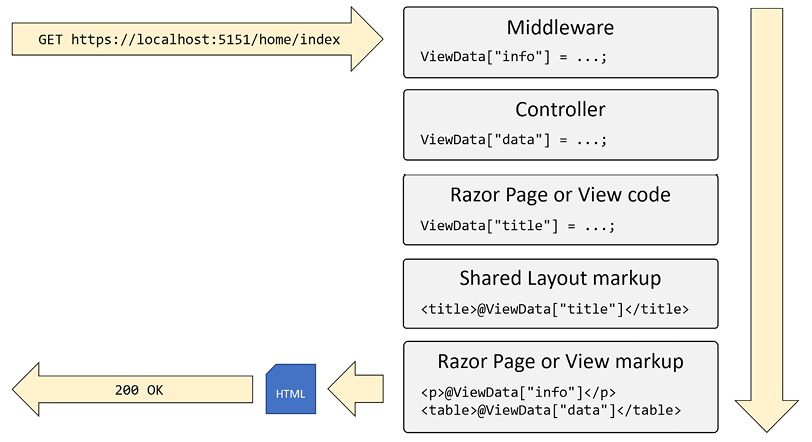 GET https://localhost:5151/home/index
Middleware
ViewData["info"] = ...;
Controller
ViewData["data"] = ...;
Razor Page or View code
ViewData["title"] = ...;
Shared Layout markup
<title>@ViewData["title"]</title>
Razor Page or View markup
<p>@ViewData["info"]</p>
<table>@ViewData["data"]</table>
HTML
200 OK